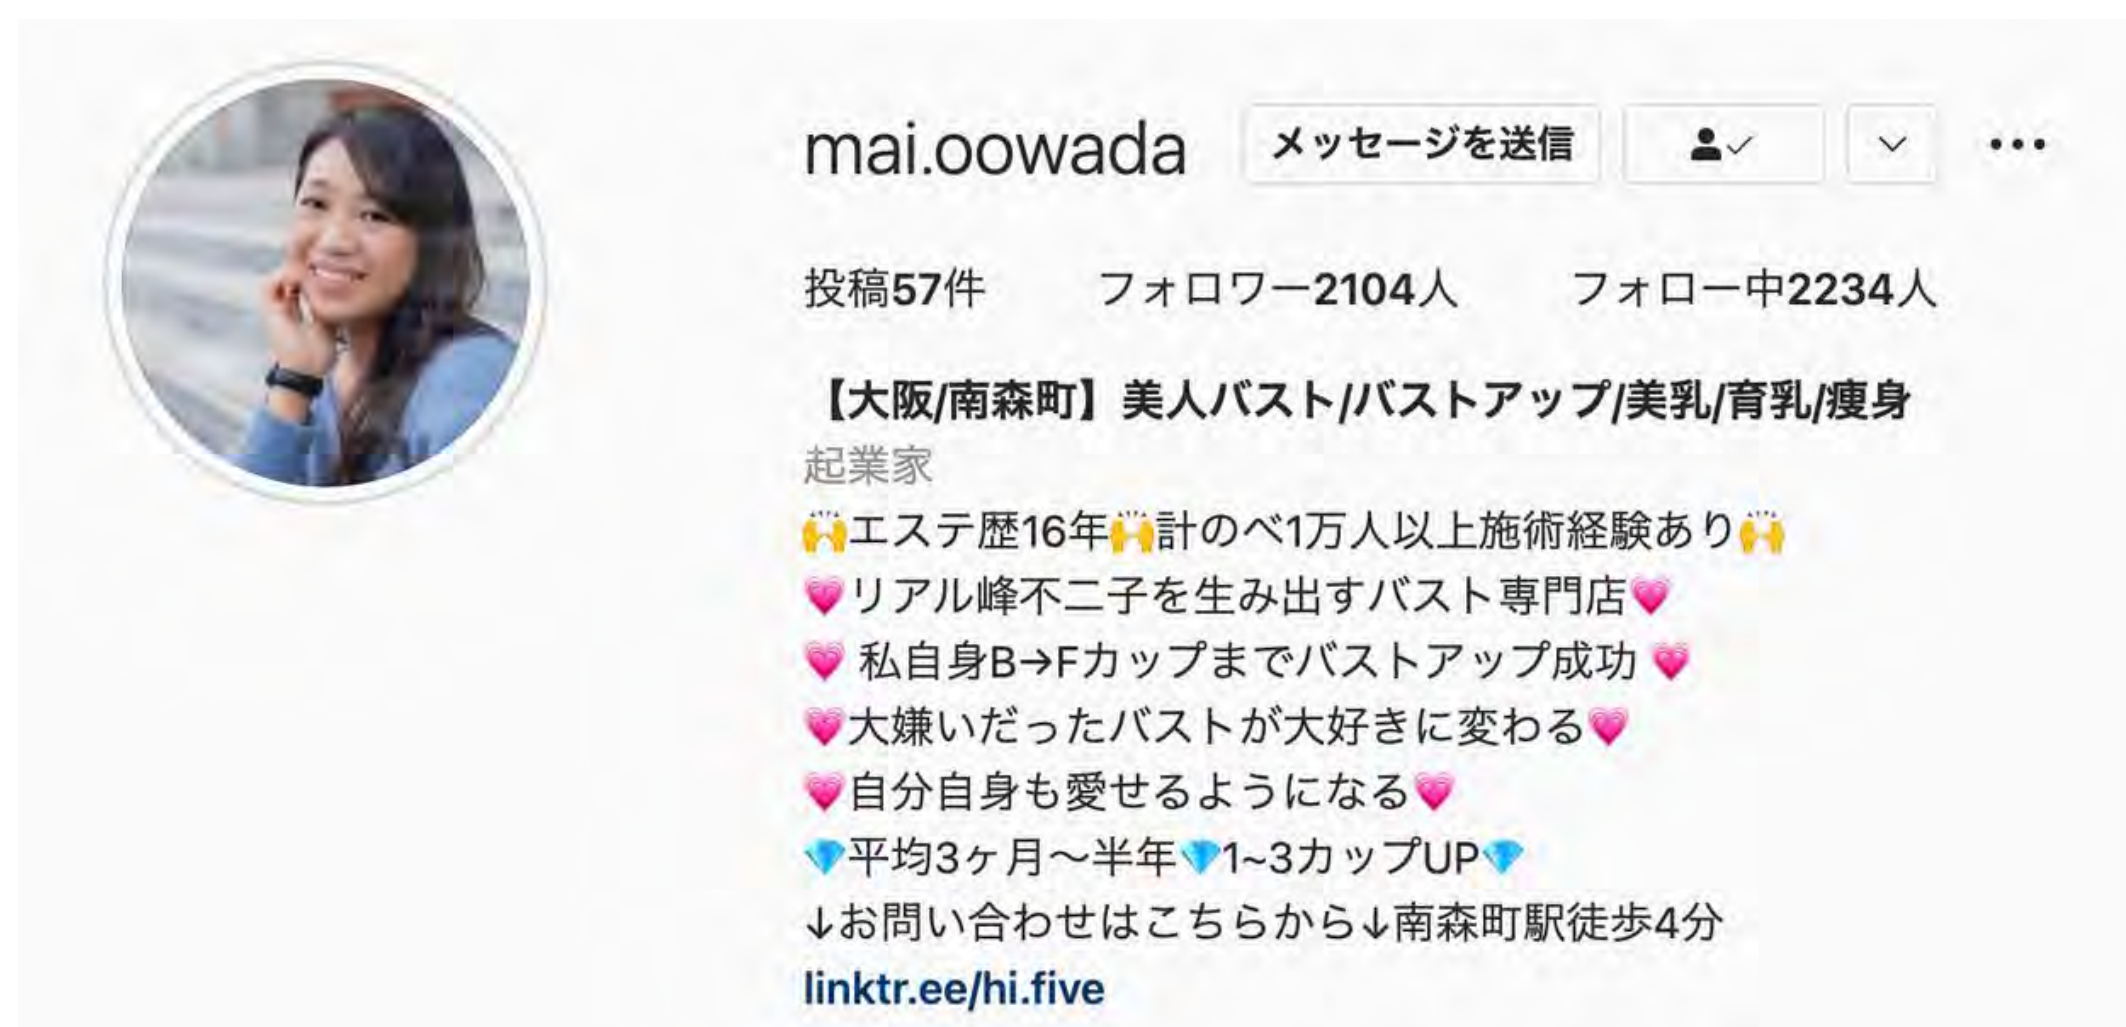 mai.oowada メッセージを送信
投稿57件 フォロワー2104人 フォロー中2234人
【大阪/南森町】美人バスト/バストアップ/美乳/育乳/痩身
起業家
🙌エステ歴16年🙌計のべ1万人以上施術経験あり🙌
💗リアル峰不二子を生み出すバスト専門店💗
💗 私自身B→Fカップまでバストアップ成功 💗
💗大嫌いだったバストが大好きに変わる💗
💗自分自身も愛せるようになる💗
💎平均3ヶ月〜半年💎1~3カップUP💎
↓お問い合わせはこちらから↓南森町駅徒歩4分
linktr.ee/hi.five